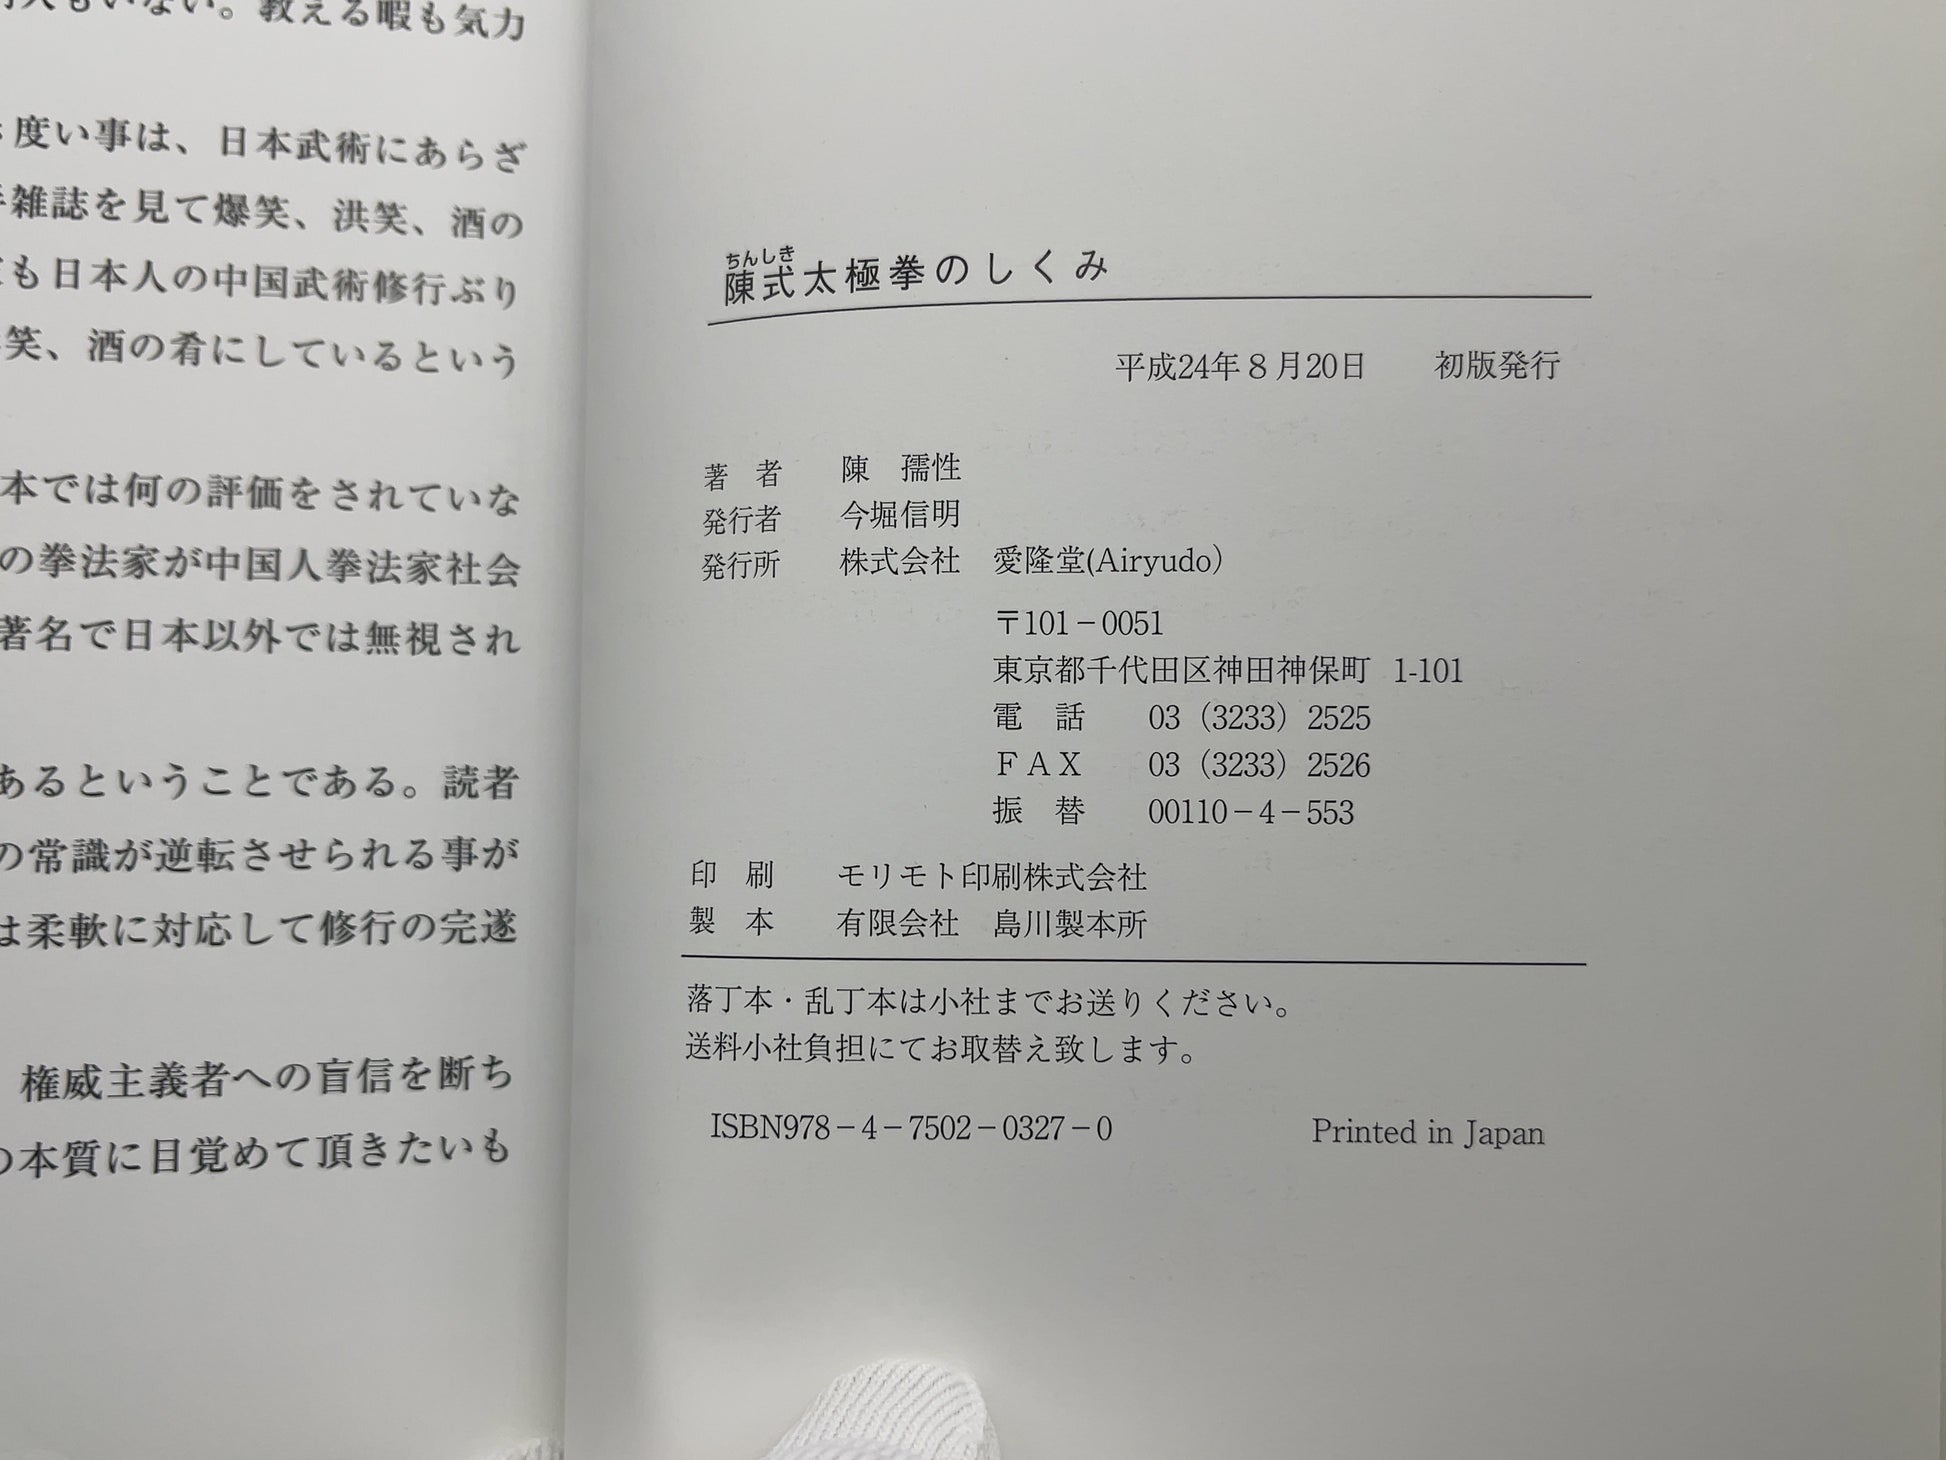 人もいない。教える暇も気力
度い事は、日本武術にあらざ
雑誌を見て爆笑、洪笑、酒の
も日本人の中国武術修行ぶり
笑、酒の肴にしているという
本では何の評価をされていな
の拳法家が中国人拳法家社会
著名で日本以外では無視され
あるということである。読者
の常識が逆転させられる事が
は柔軟に対応して修行の完遂
権威主義者への盲信を断ち
の本質に目覚めて頂きたいも
ちんしき
陳式太極拳のしくみ
平成24年8月20日　初版発行
著　者　陳　孺性
発行者　今堀信明
発行所　株式会社　愛隆堂(Airyudo)
〒101－0051
東京都千代田区神田神保町 1-101
電　話　03（3233）2525
ＦＡＸ　03（3233）2526
振　替　00110－4－553
印　刷　モリモト印刷株式会社
製　本　有限会社　島川製本所
落丁本・乱丁本は小社までお送りください。
送料小社負担にてお取替え致します。
ISBN978－4－7502－0327－0　Printed in Japan